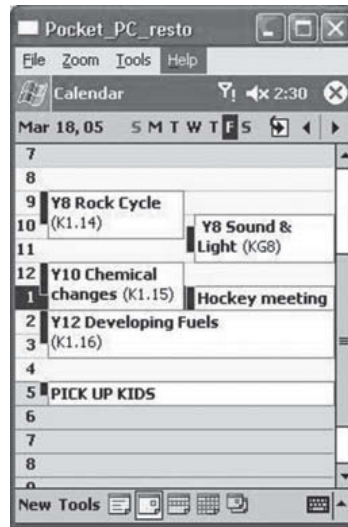 Pocket_PC_resto
File Zoom Tools Help
Calendar 2:30
Mar 18, 05 S M T W T F S
7
8
9 Y8 Rock Cycle
10 (K1.14) Y8 Sound &
11 Light (KG8)
12 Y10 Chemical
1 changes (K1.15) Hockey meeting
2 Y12 Developing Fuels
3 (K1.16)
4
5 PICK UP KIDS
6
7
8
9
New Tools